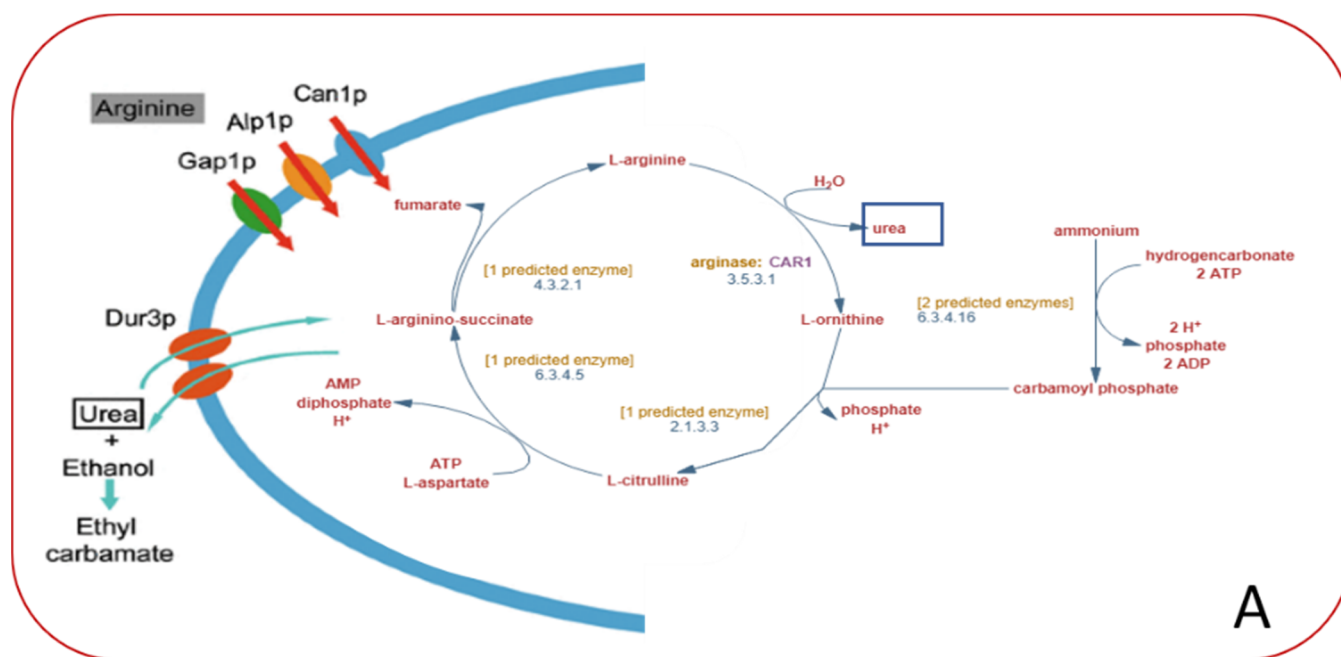 Arginine
Can1p
Alp1p
Gap1p
Dur3p
Urea
+
Ethanol
Ethyl
carbamate
L-arginine
fumarate
H₂O
urea
[1 predicted enzyme]
4.3.2.1
arginase: CAR1
3.5.3.1
L-arginino-succinate
L-ornithine
[1 predicted enzyme]
6.3.4.5
AMP
diphosphate
H⁺
ATP
L-aspartate
[1 predicted enzyme]
2.1.3.3
L-citrulline
phosphate
H⁺
ammonium
hydrogencarbonate
2 ATP
[2 predicted enzymes]
6.3.4.16
2 H⁺
phosphate
2 ADP
carbamoyl phosphate
A